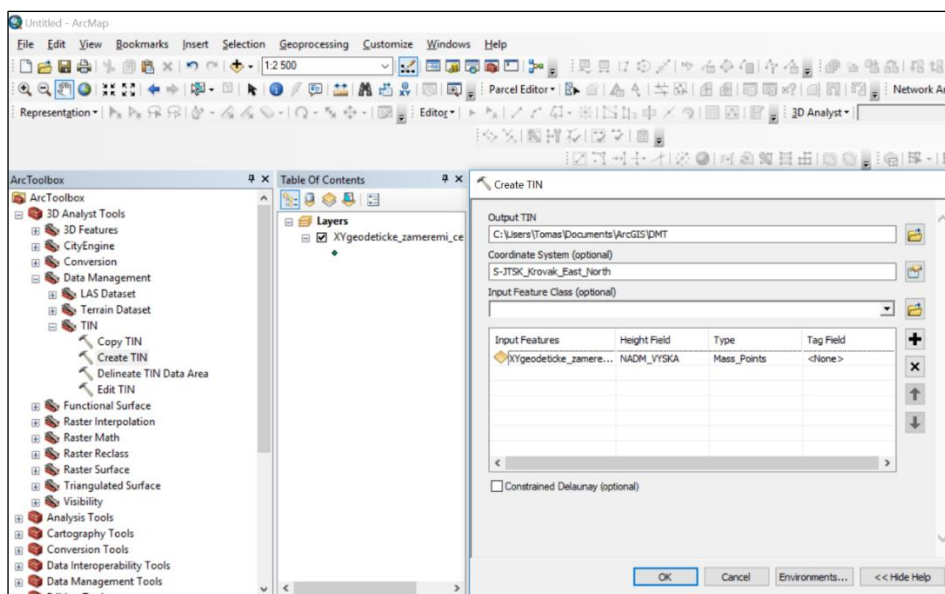 Untitled - ArcMap
File Edit View Bookmarks Insert Selection Geoprocessing Customize Windows Help
1:2 500
Parcel Editor
Network An
Representation
Editor
3D Analyst
ArcToolbox
ArcToolbox
3D Analyst Tools
3D Features
CityEngine
Conversion
Data Management
LAS Dataset
Terrain Dataset
TIN
Copy TIN
Create TIN
Delineate TIN Data Area
Edit TIN
Functional Surface
Raster Interpolation
Raster Math
Raster Reclass
Raster Surface
Triangulated Surface
Visibility
Analysis Tools
Cartography Tools
Conversion Tools
Data Interoperability Tools
Data Management Tools
Table Of Contents
Layers
XYgeodeticke_zameremi_ce
Create TIN
Output TIN
C:\Users\Tomas\Documents\ArcGIS\DMT
Coordinate System (optional)
S-JTSK_Krovak_East_North
Input Feature Class (optional)
Input Features Height Field Type Tag Field
XYgeodeticke_zamere... NADM_VYSKA Mass_Points <None>
Constrained Delaunay (optional)
OK Cancel Environments... << Hide Help